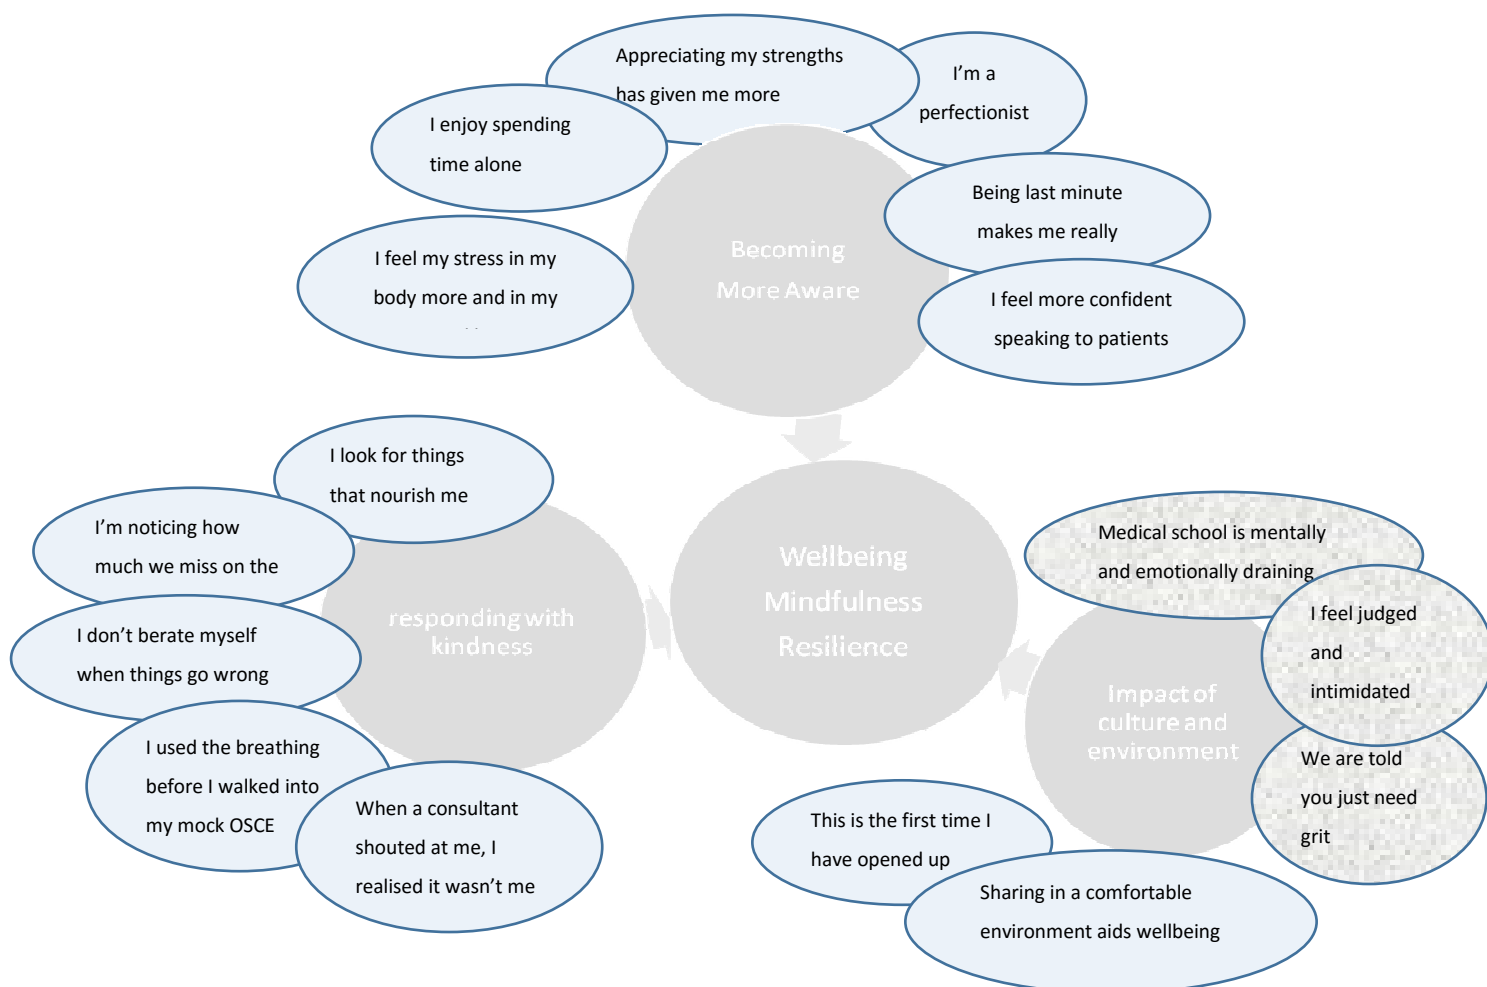 Appreciating my strengths
has given me more
I'm a
perfectionist
I enjoy spending
time alone
Being last minute
makes me really
I feel my stress in my
body more and in my
I feel more confident
speaking to patients
Becoming
More Aware
I look for things
that nourish me
I'm noticing how
much we miss on the
I don't berate myself
when things go wrong
I used the breathing
before I walked into
my mock OSCE
When a consultant
shouted at me, I
realised it wasn't me
responding with
kindness
Wellbeing
Mindfulness
Resilience
Medical school is mentally
and emotionally draining
I feel judged
and
intimidated
We are told
you just need
grit
Impact of
culture and
environment
This is the first time I
have opened up
Sharing in a comfortable
environment aids wellbeing